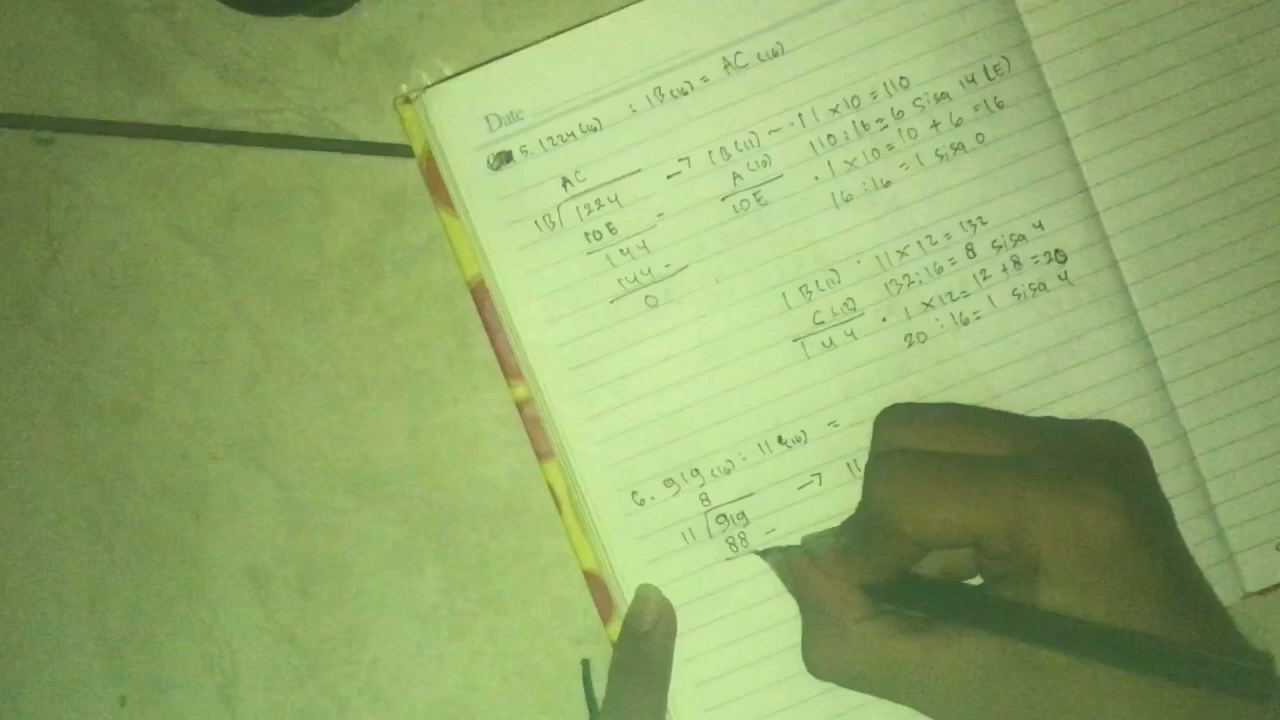 Date
5. 1224(16) : 1B(16) = AC(16)
AC
1B 1224
10E -
144
144 -
0
→ 1B(11) ~ . 11 x 10 = 110
A(10) 110 : 16 = 6 sisa 14 (E)
10E . 1 x 10 = 10 + 6 = 16
16 : 16 = 1 sisa 0
1B(11) . 11 x 12 = 132
C(12) 132 : 16 = 8 sisa 4
144 . 1 x 12 = 12 + 8 = 20
20 : 16 = 1 sisa 4
6. 919(16) : 11(16) =
8
11 919 → 11
88 -